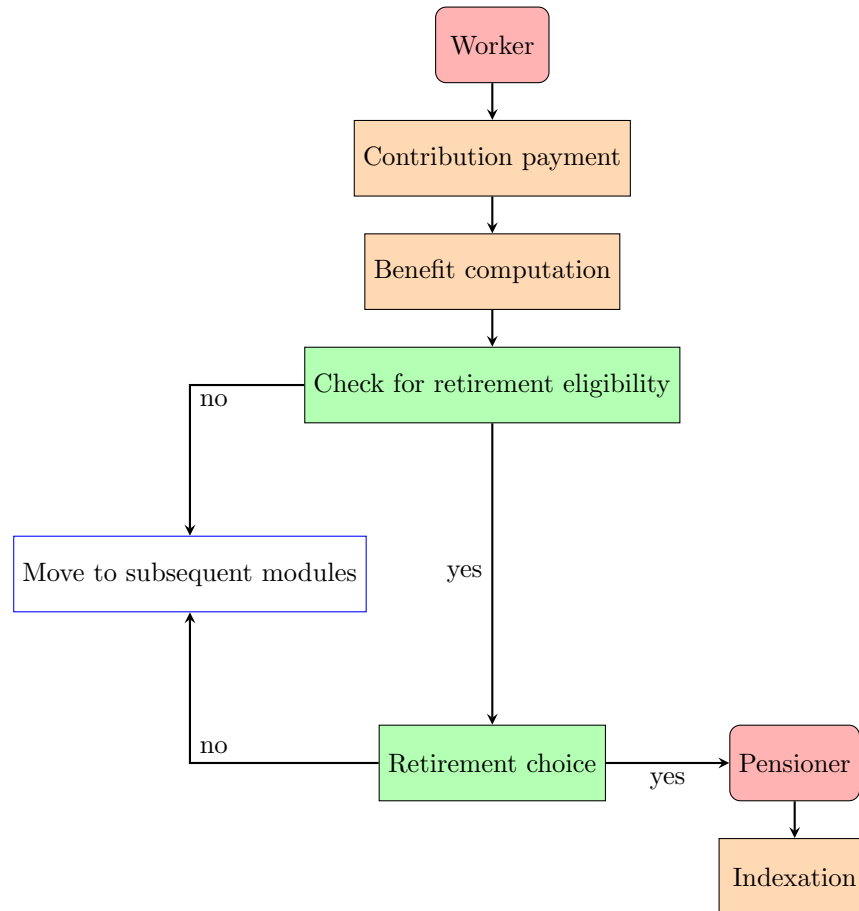 Worker
Contribution payment
Benefit computation
Check for retirement eligibility
no
Move to subsequent modules
yes
no
Retirement choice
yes
Pensioner
Indexation